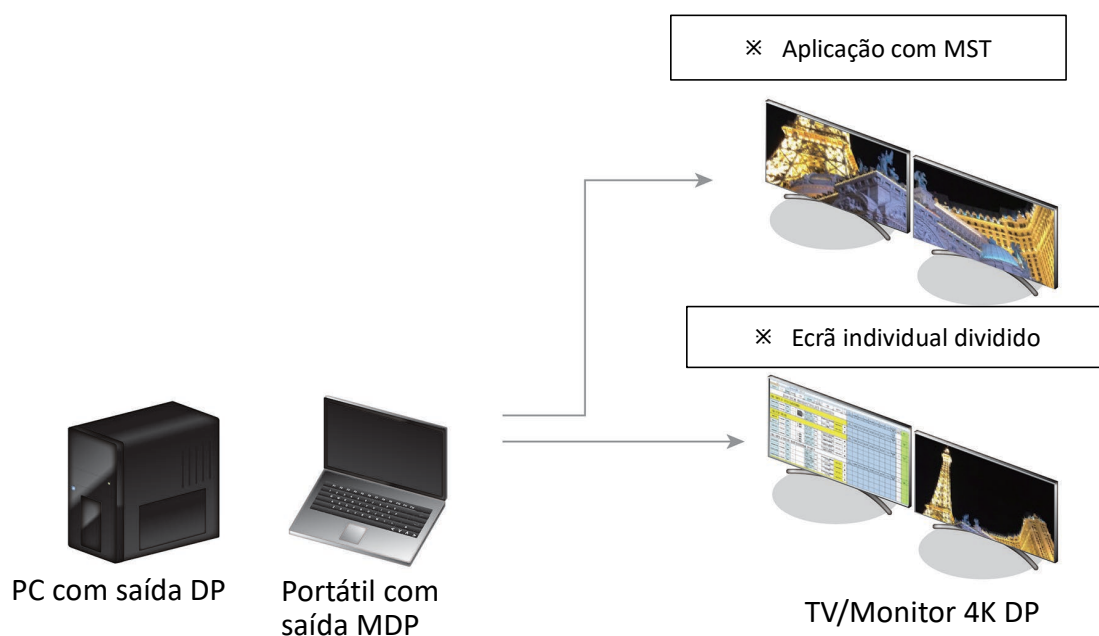 ※ Aplicação com MST
※ Ecrã individual dividido
PC com saída DP
Portátil com
saída MDP
TV/Monitor 4K DP